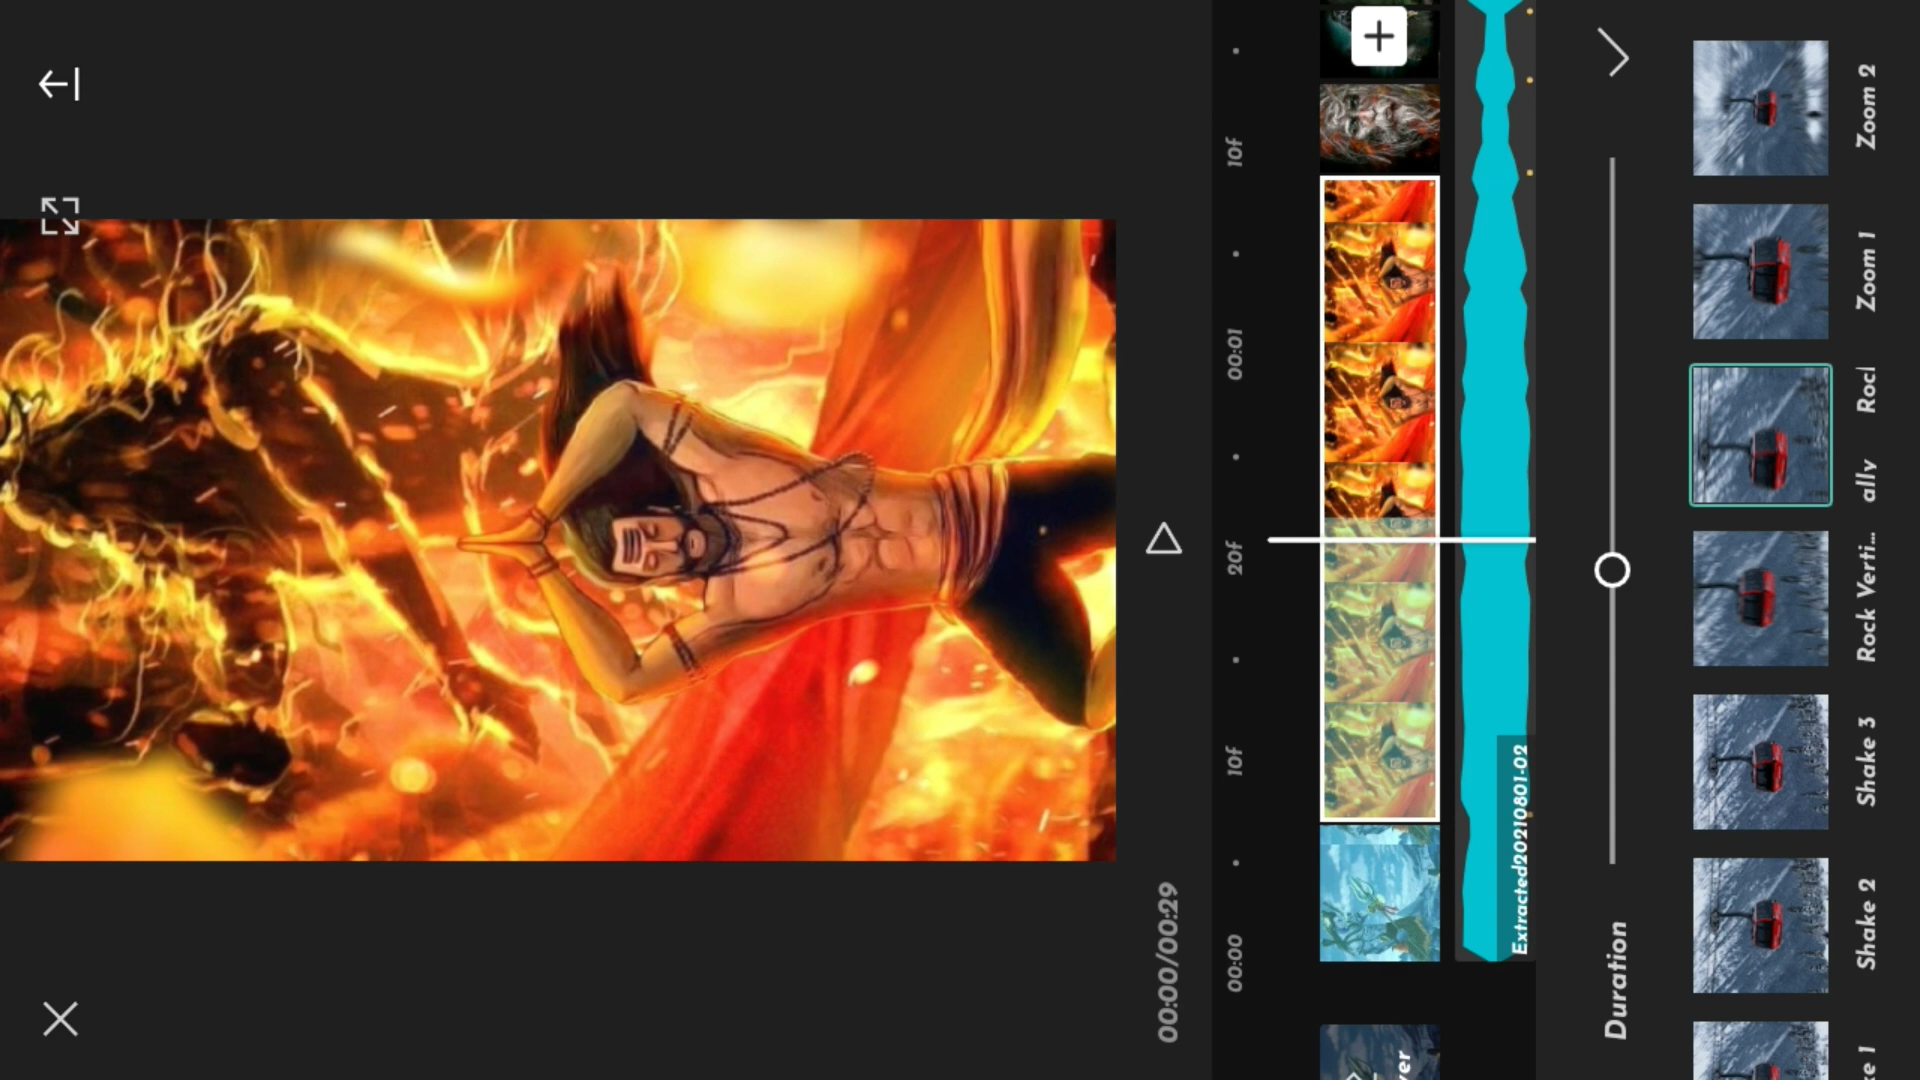 00:00/00:29
00:00 10f 20f 00:01 10f
ver
Extracted20210801-02
Duration
Shake 2 Shake 3 Rock Verti... ally Zoom 1 Zoom 2